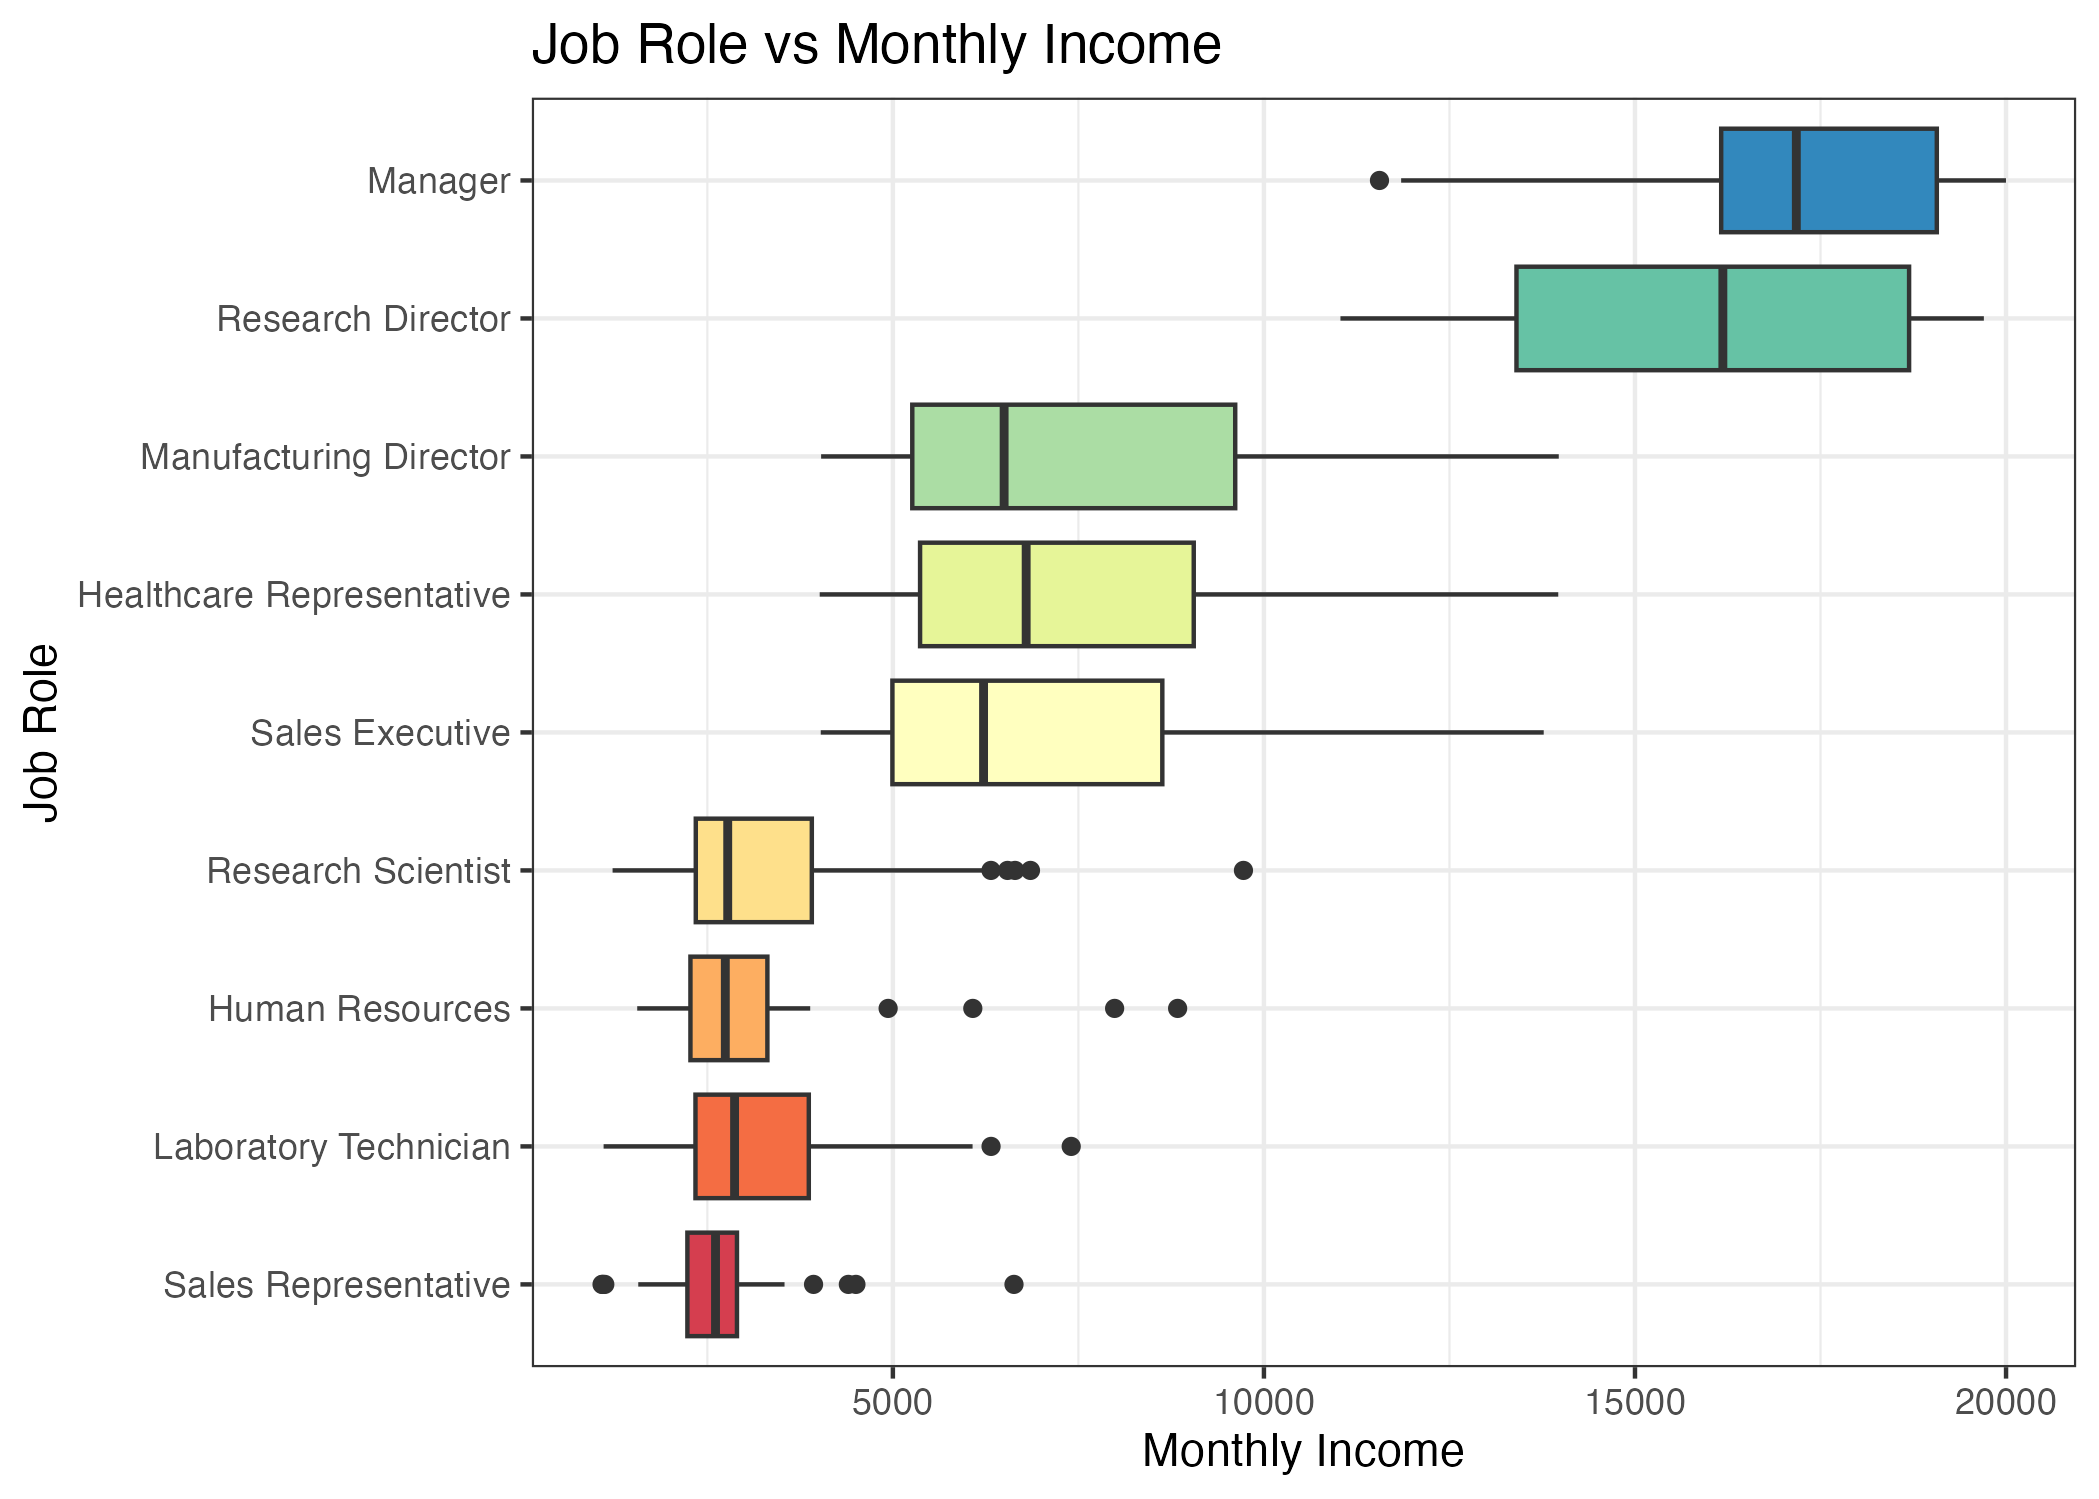 Job Role vs Monthly Income
Manager
Research Director
Manufacturing Director
Healthcare Representative
Sales Executive
Research Scientist
Human Resources
Laboratory Technician
Sales Representative
Job Role
5000 10000 15000 20000
Monthly Income